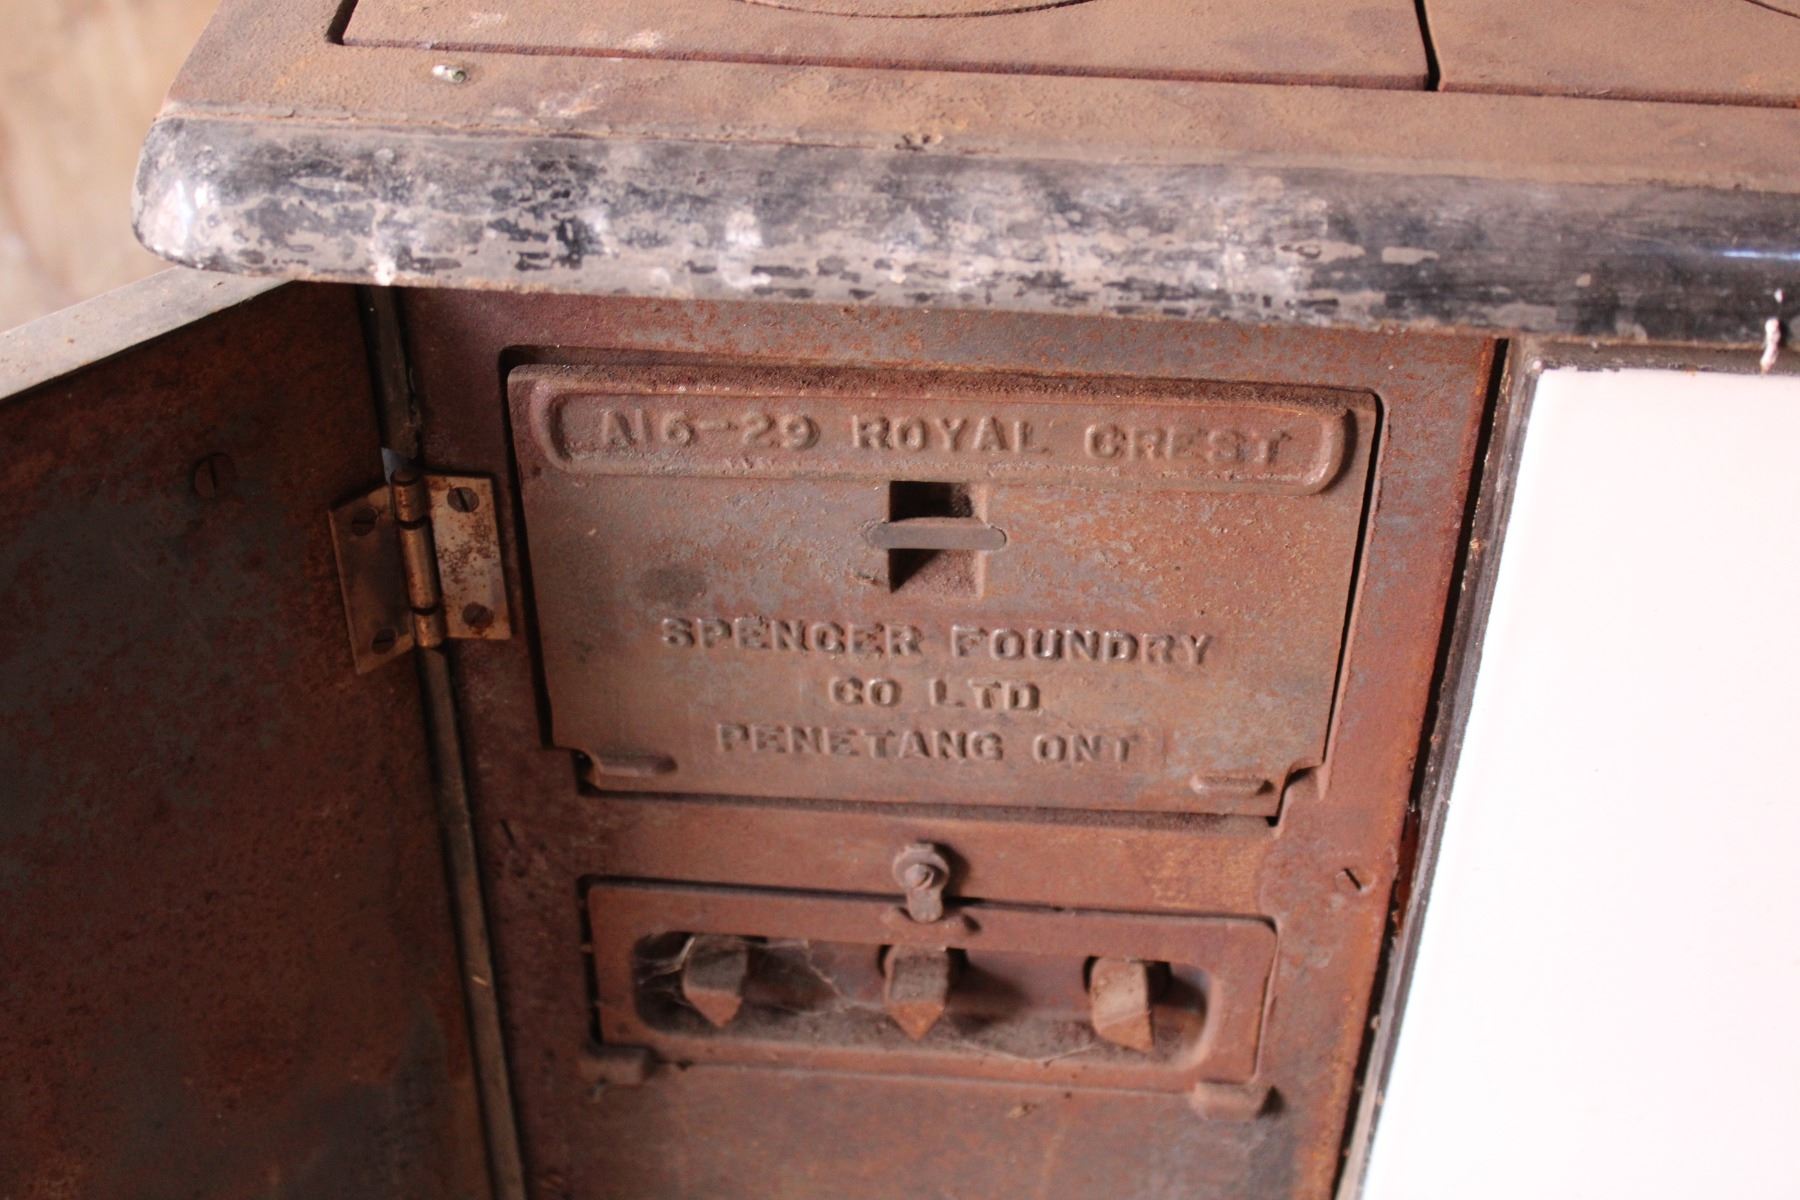 A16-29 ROYAL CREST
SPENCER FOUNDRY
CO LTD
PENETANG ONT